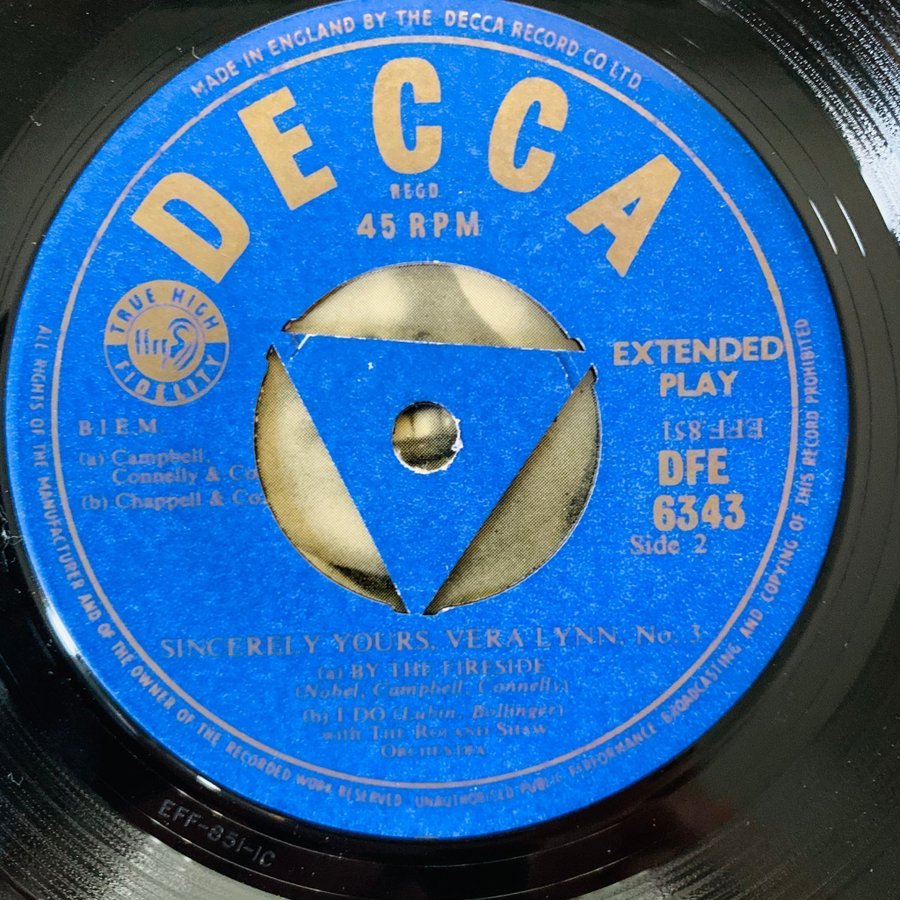 MADE IN ENGLAND BY THE DECCA RECORD CO LTD.
DECCA
REGD
45 RPM
TRUE HIGH
ffrr
FIDELITY
EXTENDED
PLAY
BIEM
(a) Campbell,
Connelly & Co.
(b) Chappell & Co.
EFF.851
DFE
6343
Side 2
SINCERELY YOURS, VERA LYNN, No. 3
(a) BY THE FIRESIDE
(Nobel, Campbell, Connelly)
(b) I DO (Lubin, Bollinger)
with THE ROLAND SHAW
ORCHESTRA
ALL RIGHTS OF THE MANUFACTURER AND OF THE OWNER OF THE RECORDED WORK RESERVED UNAUTHORISED PUBLIC PERFORMANCE BROADCASTING AND COPYING OF THIS RECORD PROHIBITED
EFF-851-1C